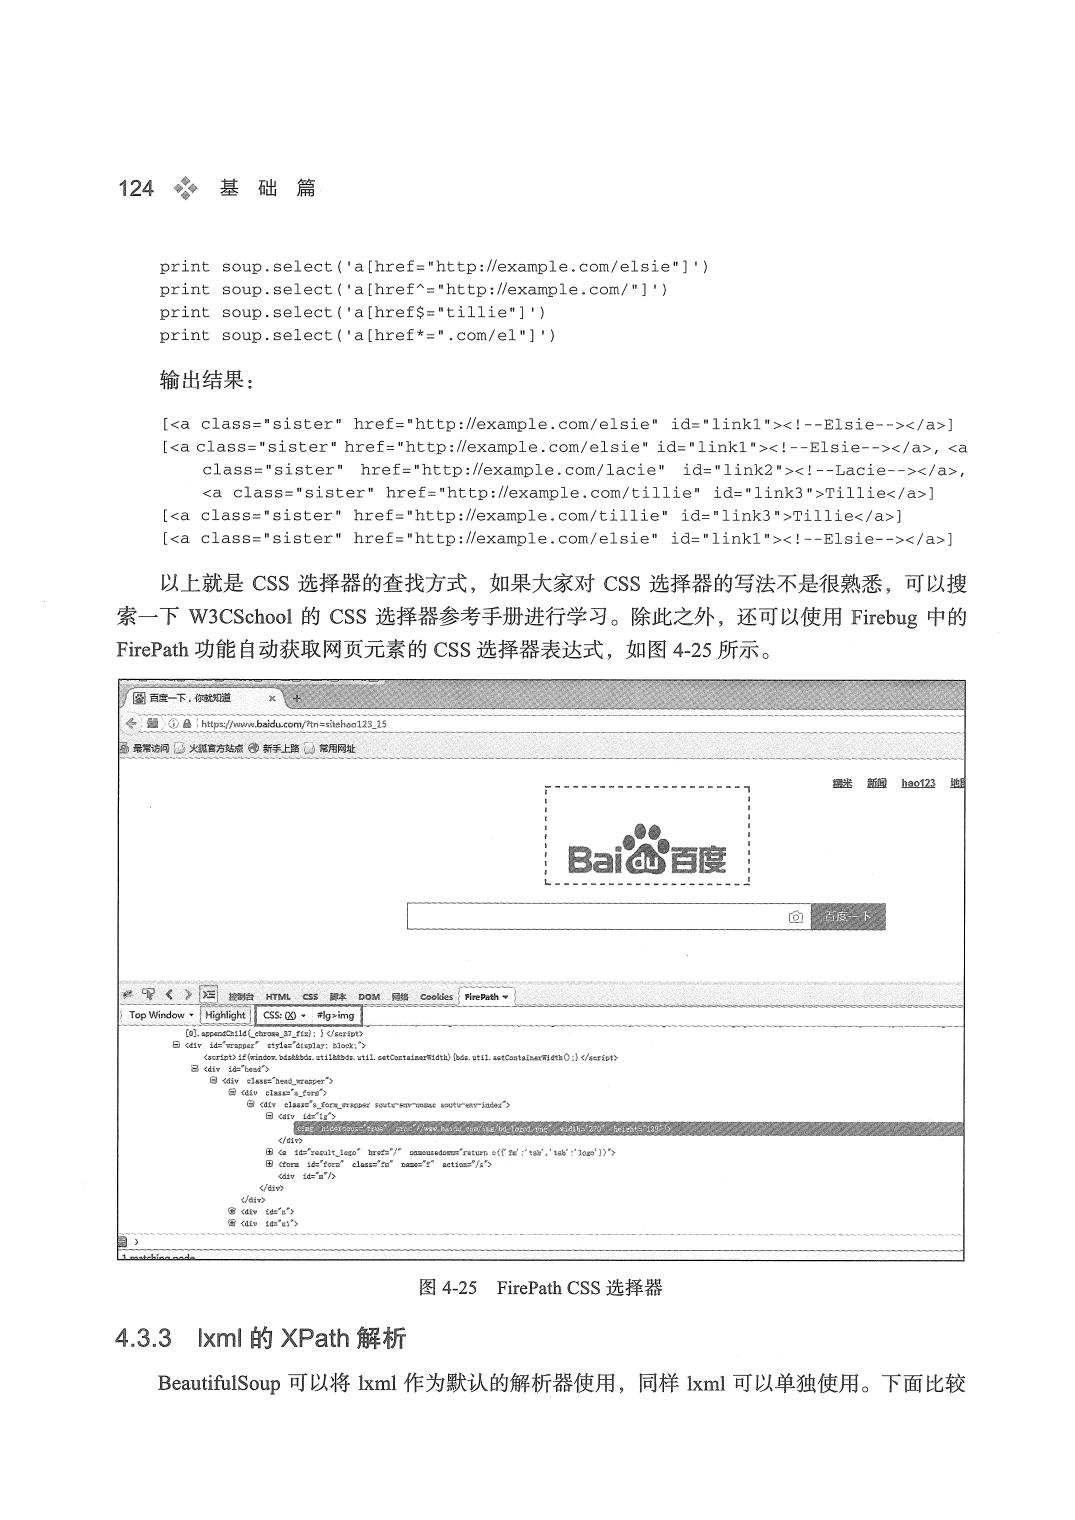 124 基 础 篇
print soup.select('a[href="http://example.com/elsie"]')
print soup.select('a[href^="http://example.com/"]')
print soup.select('a[href$="tillie"]')
print soup.select('a[href*=".com/el"]')
输出结果：
[<a class="sister" href="http://example.com/elsie" id="link1"><!--Elsie--></a>]
[<a class="sister" href="http://example.com/elsie" id="link1"><!--Elsie--></a>, <a
class="sister" href="http://example.com/lacie" id="link2"><!--Lacie--></a>,
<a class="sister" href="http://example.com/tillie" id="link3">Tillie</a>]
[<a class="sister" href="http://example.com/tillie" id="link3">Tillie</a>]
[<a class="sister" href="http://example.com/elsie" id="link1"><!--Elsie--></a>]
以上就是 CSS 选择器的查找方式，如果大家对 CSS 选择器的写法不是很熟悉，可以搜
索一下 W3CSchool 的 CSS 选择器参考手册进行学习。除此之外，还可以使用 Firebug 中的
FirePath 功能自动获取网页元素的 CSS 选择器表达式，如图 4-25 所示。
百度一下，你就知道 × +
https://www.baidu.com/?tn=sitehao123_15
最常访问 火狐官方站点 新手上路 常用网址
糯米 新闻 hao123
Bai du 百度
百度一下
控制台 HTML CSS 脚本 DOM 网络 Cookies FirePath
Top Window Highlight CSS: #lg>img
[0].appendChild(_chrome_37_fix); } </script>
<div id="wrapper" style="display: block;">
<script> if(window.bds&&bds.util&&bds.util.setContainerWidth){bds.util.setContainerWidth();} </script>
<div id="head">
<div class="head_wrapper">
<div class="s_form">
<div class="s_form_wrapper soutu-env-nomac soutu-env-index">
<div id="lg">
<img hidefocus="true" src="//www.baidu.com/img/bd_logo1.png" width="270" height="129"/>
</div>
<a id="result_logo" href="/" onmousedown="return c({'fm':'tab','tab':'logo'})">
<form id="form" class="fm" name="f" action="/s">
<div id="m"/>
</div>
</div>
<div id="u">
<div id="u1">
1 matching node
图 4-25 FirePath CSS 选择器
4.3.3 lxml 的 XPath 解析
BeautifulSoup 可以将 lxml 作为默认的解析器使用，同样 lxml 可以单独使用。下面比较